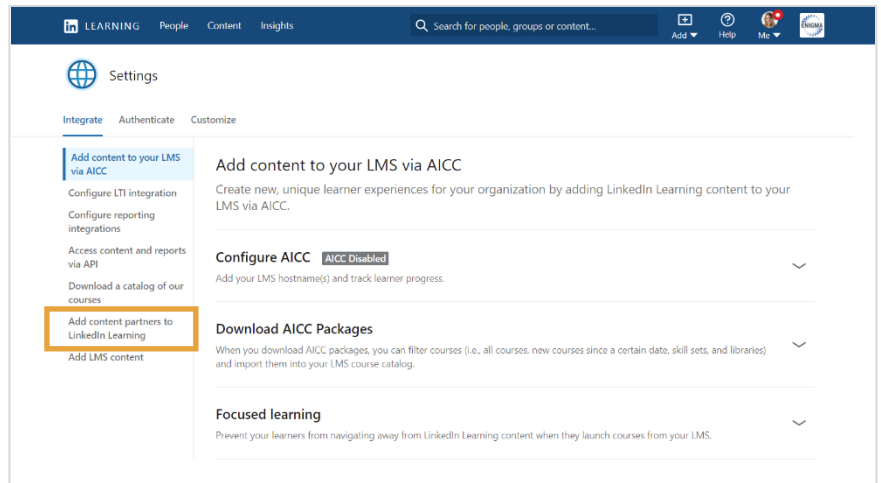 in LEARNING People Content Insights Search for people, groups or content... Add Help Me ENIGMA
Settings
Integrate Authenticate Customize
Add content to your LMS
via AICC
Configure LTI integration
Configure reporting
integrations
Access content and reports
via API
Download a catalog of our
courses
Add content partners to
LinkedIn Learning
Add LMS content
Add content to your LMS via AICC
Create new, unique learner experiences for your organization by adding LinkedIn Learning content to your
LMS via AICC.
Configure AICC AICC Disabled
Add your LMS hostname(s) and track learner progress.
Download AICC Packages
When you download AICC packages, you can filter courses (i.e., all courses, new courses since a certain date, skill sets, and libraries)
and import them into your LMS course catalog.
Focused learning
Prevent your learners from navigating away from LinkedIn Learning content when they launch courses from your LMS.